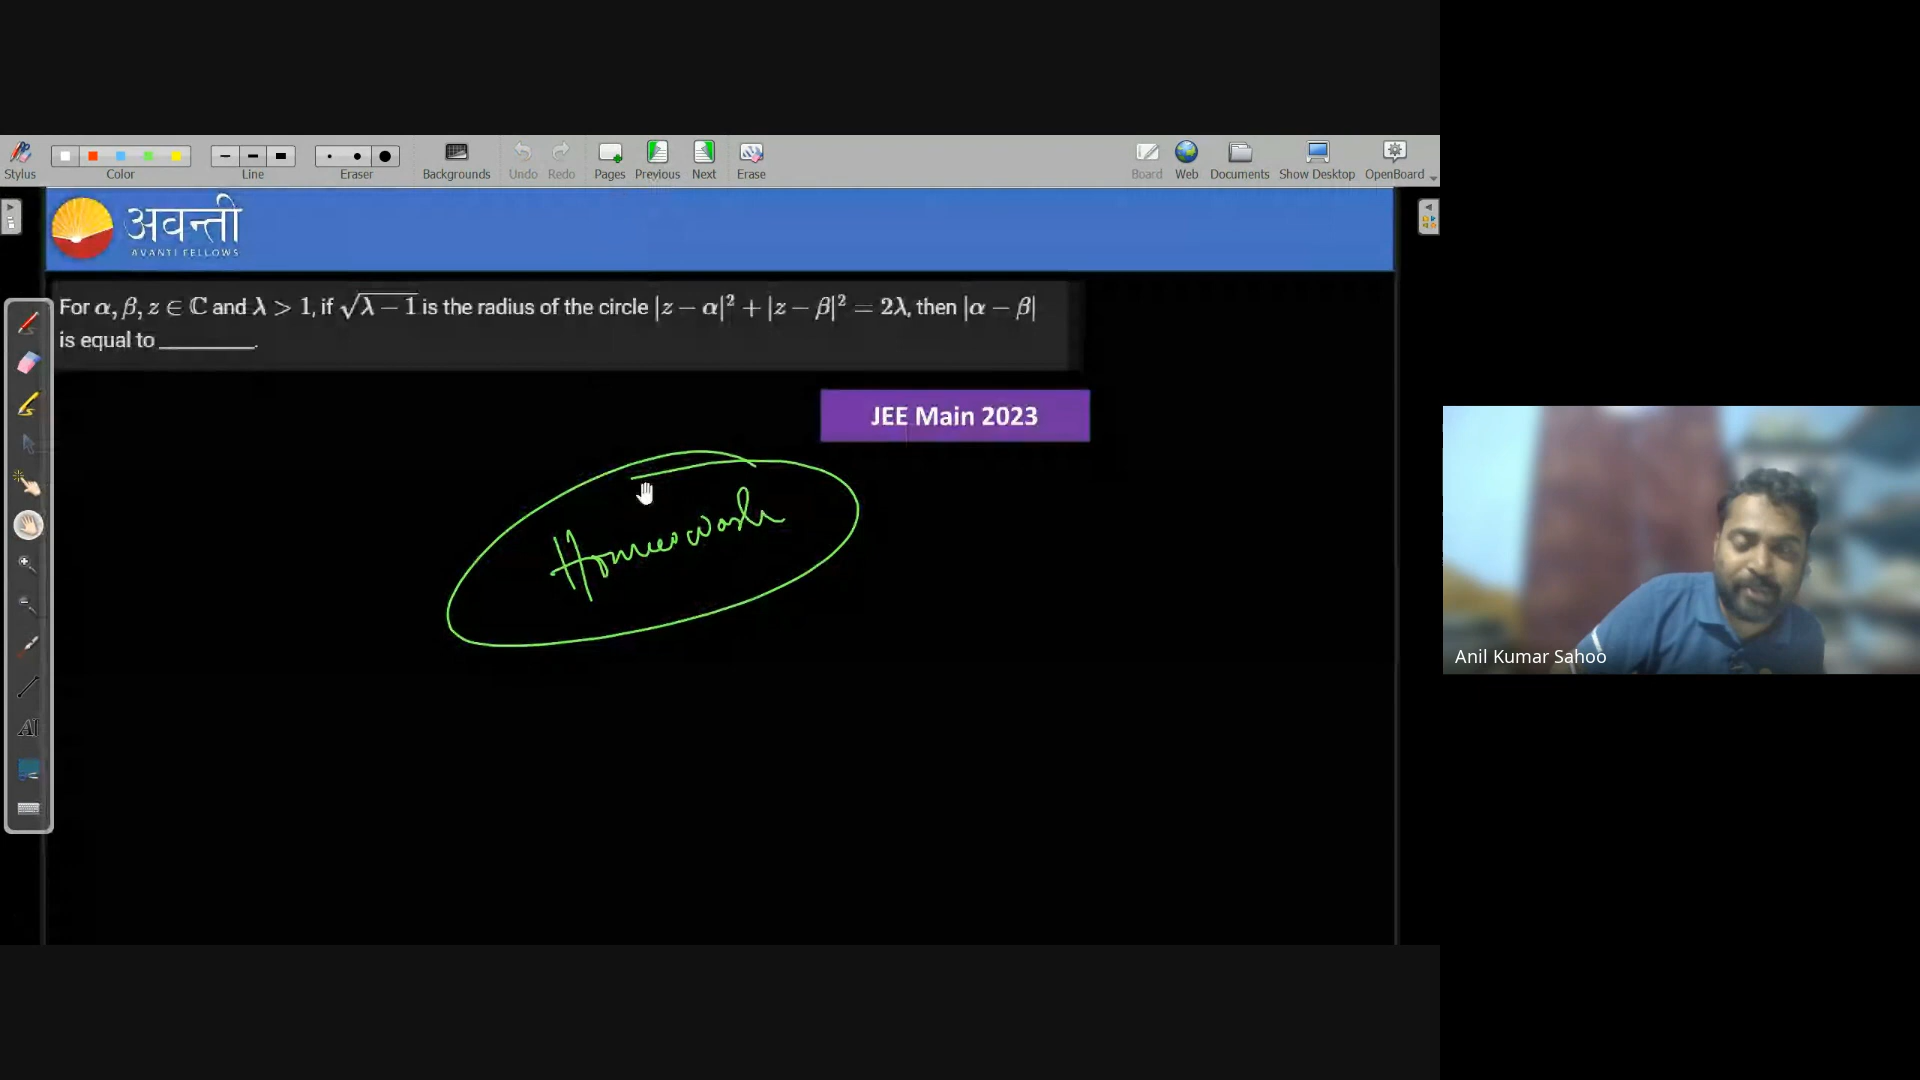 Stylus
Color
Line
Eraser
Backgrounds
Undo
Redo
Pages
Previous
Next
Erase
Board
Web
Documents
Show Desktop
OpenBoard
अवन्ती
AVANTI FELLOWS
For α, β, z ∈ ℂ and λ > 1, if √(λ − 1) is the radius of the circle |z − α|² + |z − β|² = 2λ, then |α − β|
is equal to _________.
JEE Main 2023
Anil Kumar Sahoo